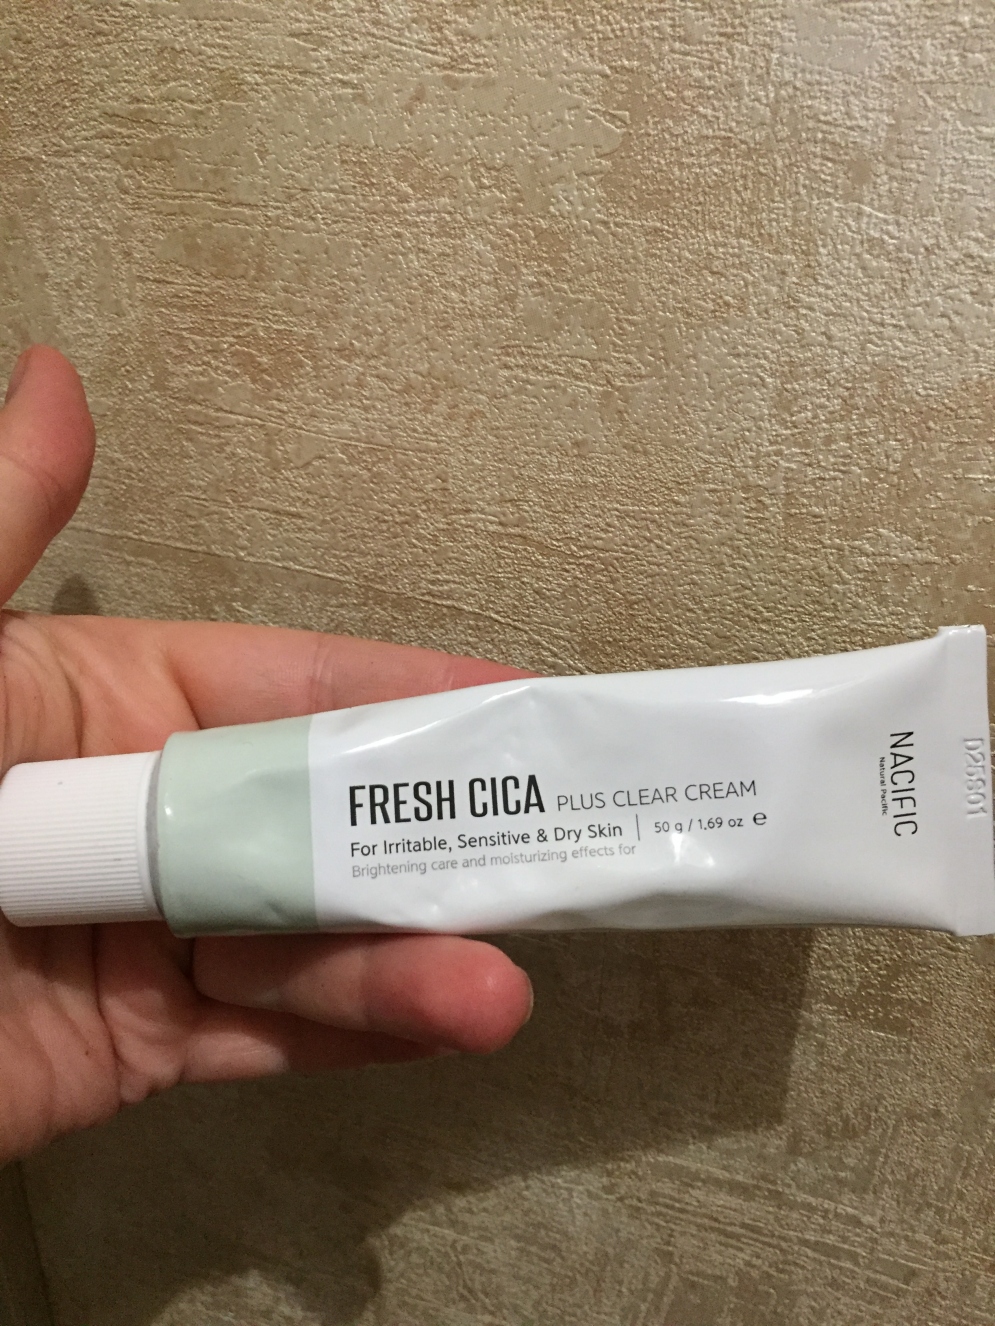 FRESH CICA PLUS CLEAR CREAM
For Irritable, Sensitive & Dry Skin | 50 g / 1.69 oz ℮
Brightening care and moisturizing effects for
NACIFIC
Natural Pacific